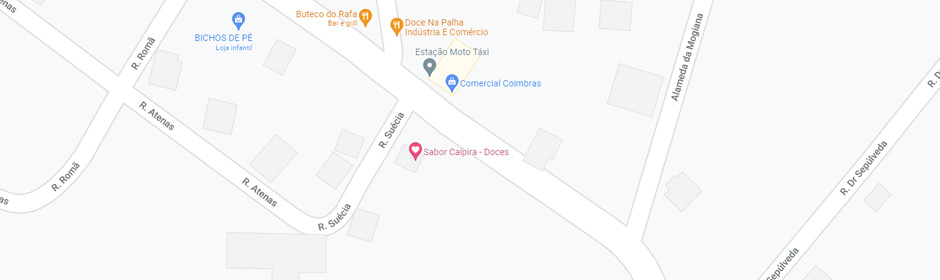 Buteco do Rafa
Bar e grill
BICHOS DE PÉ
Loja infantil
Doce Na Palha
Indústria E Comércio
Estação Moto Táxi
Comercial Coimbras
Sabor Caipira - Doces
R. Romã
R. Atenas
R. Suécia
Alameda da Mogiana
R. D
R. Romã
R. Atenas
R. Suécia
R. Dr Sepúlveda
as
Sepúlveda